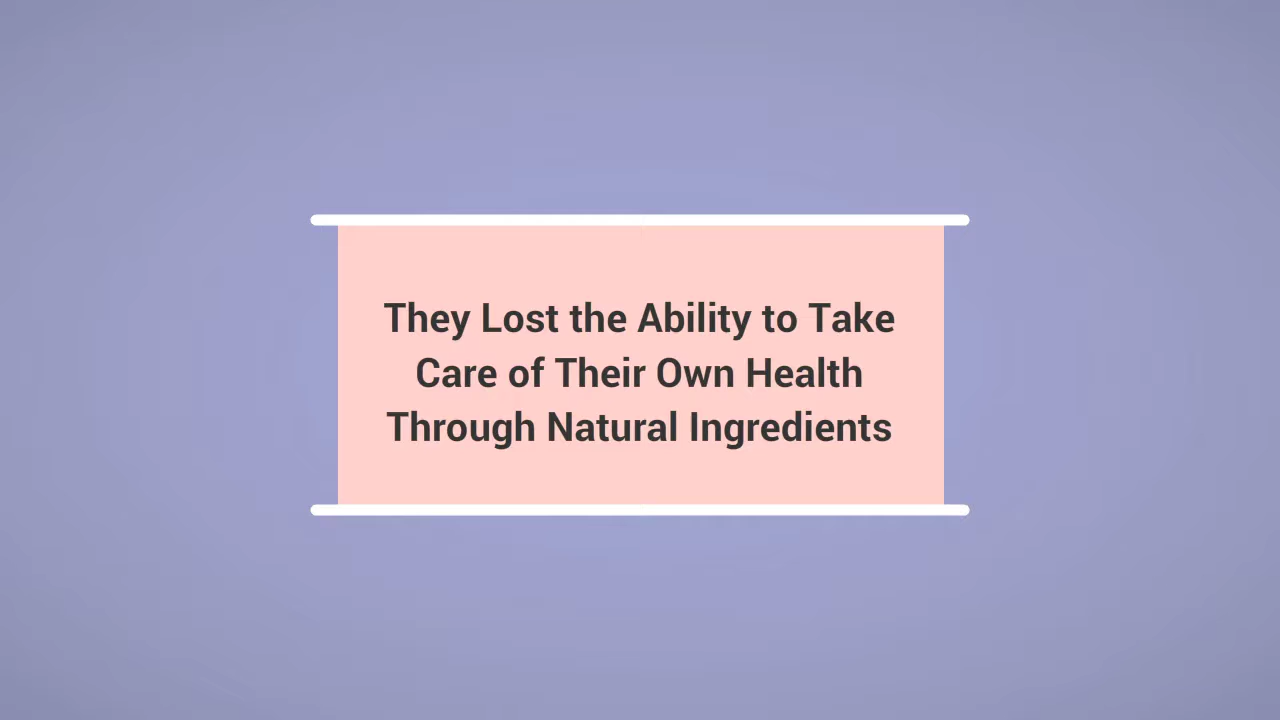 They Lost the Ability to Take
Care of Their Own Health
Through Natural Ingredients